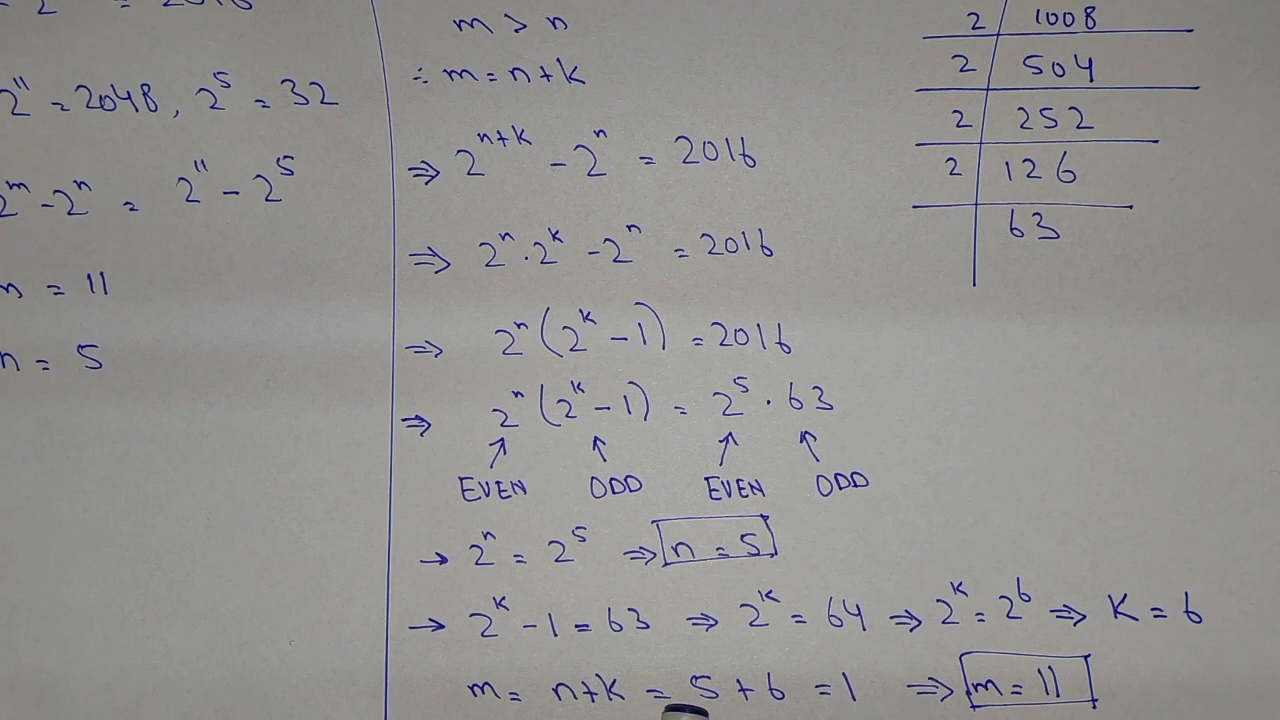 2¹¹ = 2048, 2⁵ = 32
2ᵐ - 2ⁿ = 2¹¹ - 2⁵
= 11
n = 5
m > n
∴ m = n+k
⇒ 2ⁿ⁺ᵏ - 2ⁿ = 2016
⇒ 2ⁿ · 2ᵏ - 2ⁿ = 2016
⇒ 2ⁿ (2ᵏ - 1) = 2016
⇒ 2ⁿ (2ᵏ - 1) = 2⁵ · 63
EVEN ODD EVEN ODD
→ 2ⁿ = 2⁵ ⇒ n = 5
→ 2ᵏ - 1 = 63 ⇒ 2ᵏ = 64 ⇒ 2ᵏ = 2⁶ ⇒ K = 6
m = n+k = 5 + 6 = 1 ⇒ m = 11
2 | 1008
2 | 504
2 | 252
2 | 126
63